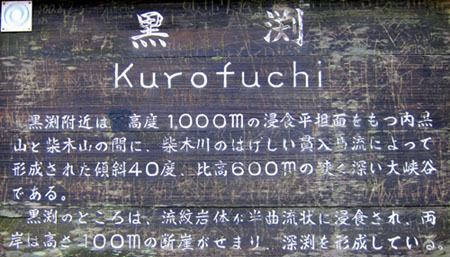 黒渕
Kurofuchi
黒渕附近は 高度1000mの浸食平担面をもつ内黒
山と柴木山の間に、柴木川のはげしい貫入流によって
形成された傾斜40度、比高600mの狭く深い大峡谷
である。
黒渕のところは、流紋岩体が半曲流状に浸食され、両
岸は高さ100mの断崖がせまり 深渕を形成している。